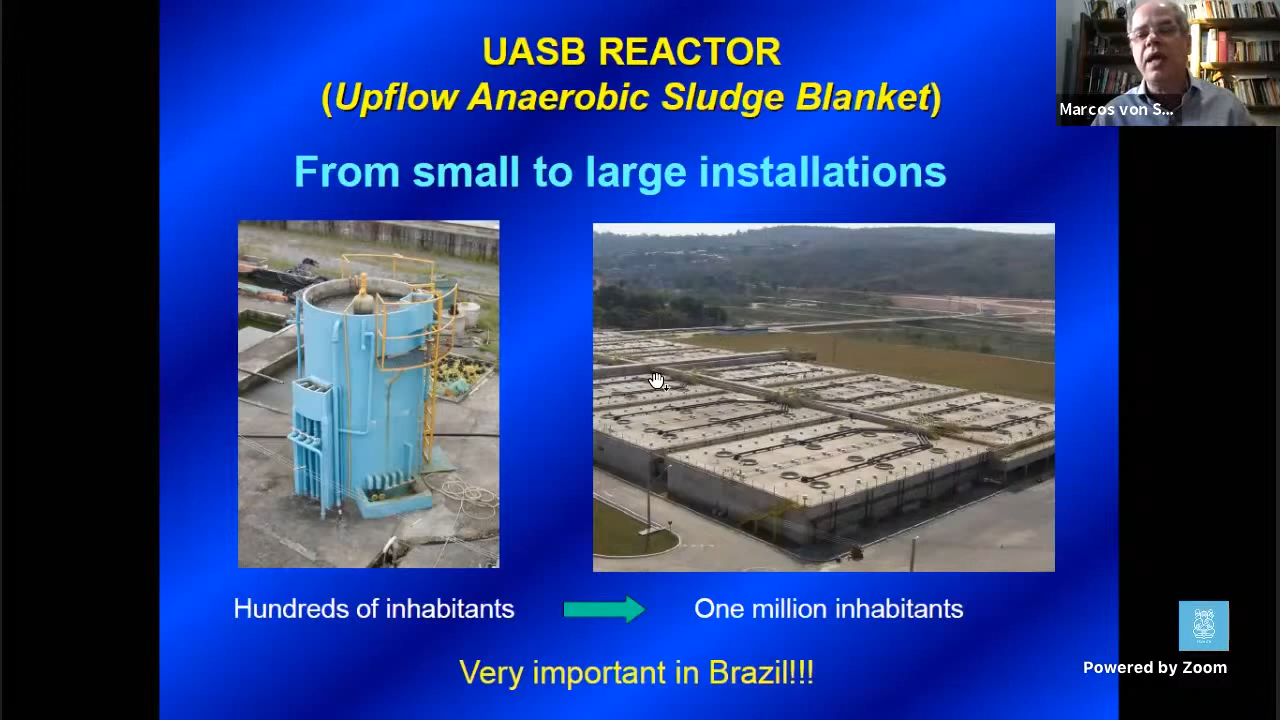 UASB REACTOR
(Upflow Anaerobic Sludge Blanket)
Marcos von S...
From small to large installations
Hundreds of inhabitants
One million inhabitants
Very important in Brazil!!!
Powered by Zoom